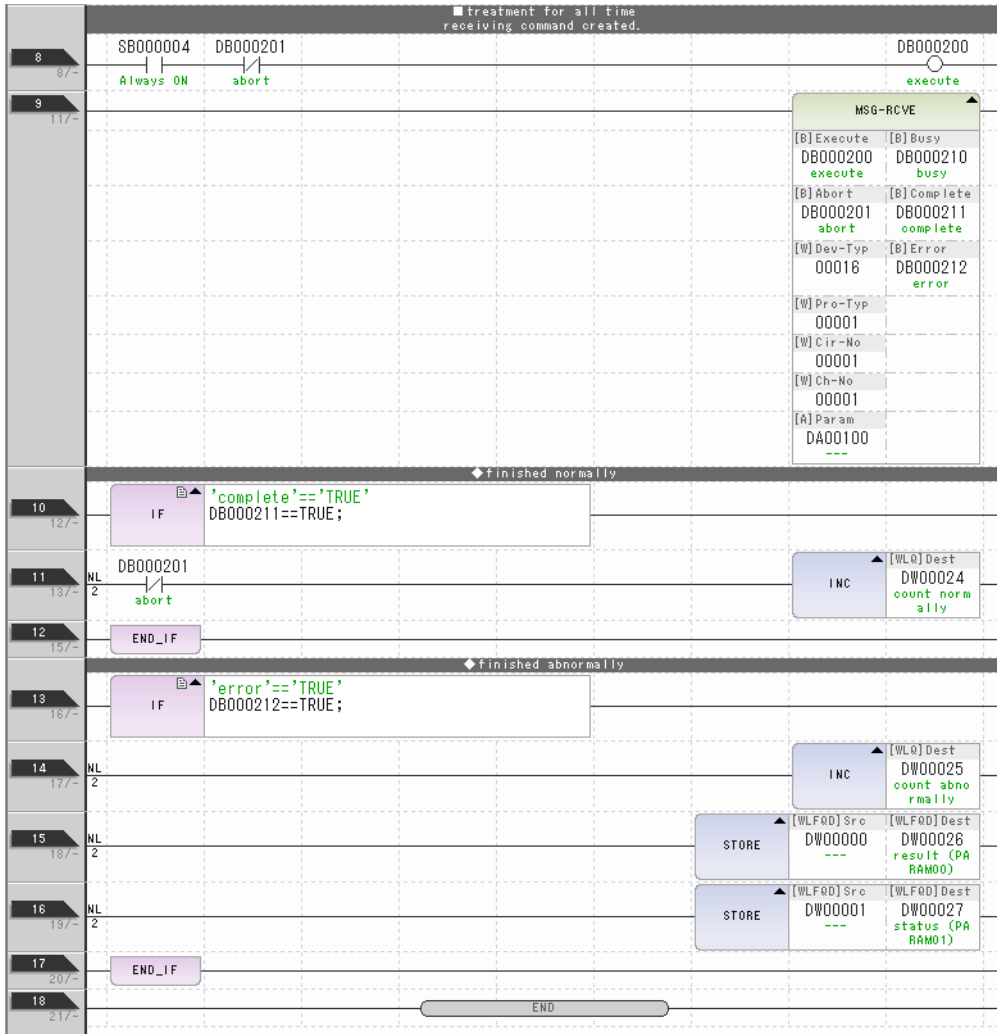 ■treatment for all time
receiving command created.
8
8/-
SB000004 DB000201 DB000200
Always ON abort execute
9
11/-
MSG-RCVE
[B]Execute [B]Busy
DB000200 DB000210
execute busy
[B]Abort [B]Complete
DB000201 DB000211
abort complete
[W]Dev-Typ [B]Error
00016 DB000212
error
[W]Pro-Typ
00001
[W]Cir-No
00001
[W]Ch-No
00001
[A]Param
DA00100
---
◆finished normally
10
12/-
IF
'complete'=='TRUE'
DB000211==TRUE;
11
13/-
NL
2
DB000201
abort
INC
[WLQ]Dest
DW00024
count norm
ally
12
15/-
END_IF
◆finished abnormally
13
16/-
IF
'error'=='TRUE'
DB000212==TRUE;
14
17/-
NL
2
INC
[WLQ]Dest
DW00025
count abno
rmally
15
18/-
NL
2
STORE
[WLFQD]Src [WLFQD]Dest
DW00000 DW00026
--- result (PA
RAM00)
16
19/-
NL
2
STORE
[WLFQD]Src [WLFQD]Dest
DW00001 DW00027
--- status (PA
RAM01)
17
20/-
END_IF
18
21/-
END